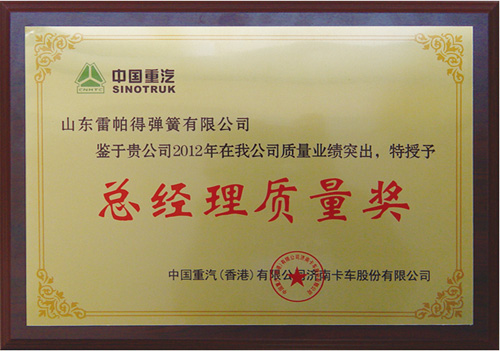 CNHTC
中国重汽
SINOTRUK
山东雷帕得弹簧有限公司
鉴于贵公司2012年在我公司质量业绩突出，特授予
总经理质量奖
中国重汽(香港)有限公司济南卡车股份有限公司